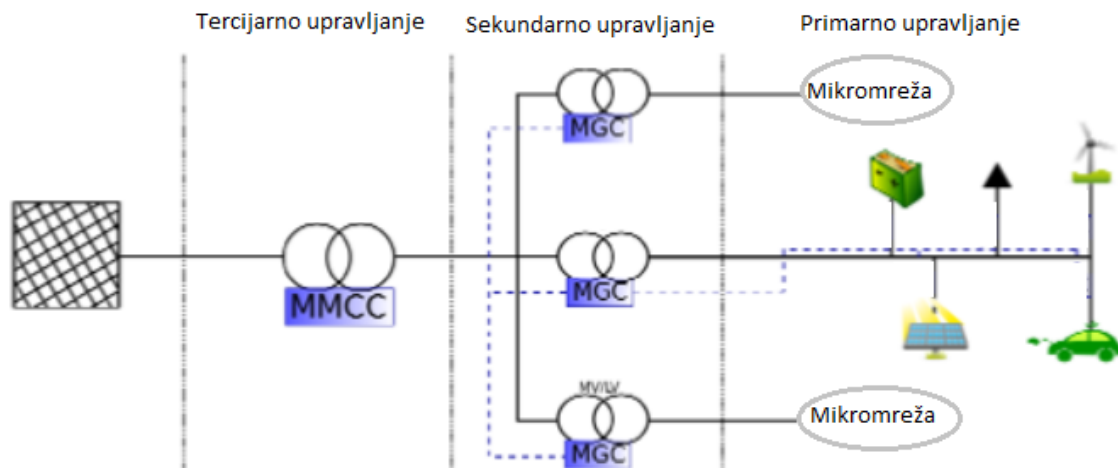 Tercijarno upravljanje
Sekundarno upravljanje
Primarno upravljanje
MGC
Mikromreža
MMCC
MGC
MV/LV
MGC
Mikromreža